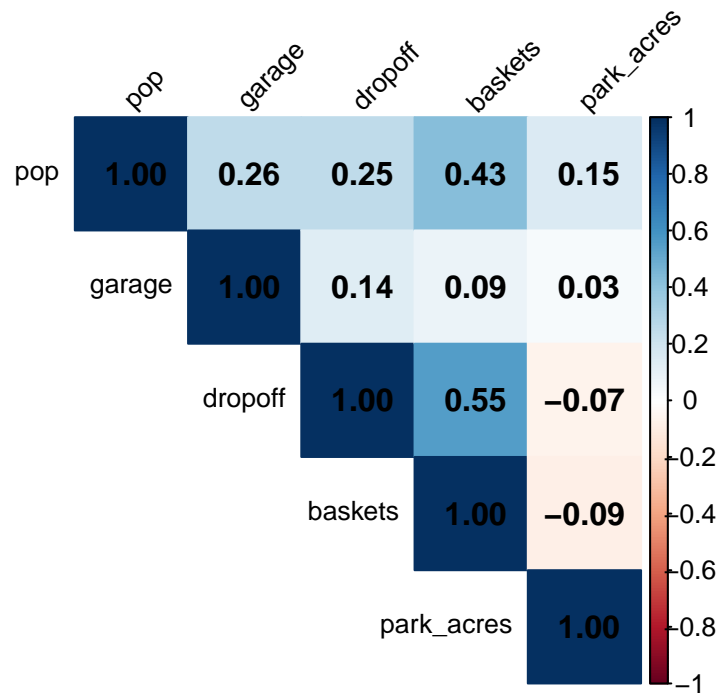 pop garage dropoff baskets park_acres
pop 1.00 0.26 0.25 0.43 0.15
garage 1.00 0.14 0.09 0.03
dropoff 1.00 0.55 −0.07
baskets 1.00 −0.09
park_acres 1.00
1
0.8
0.6
0.4
0.2
0
−0.2
−0.4
−0.6
−0.8
−1